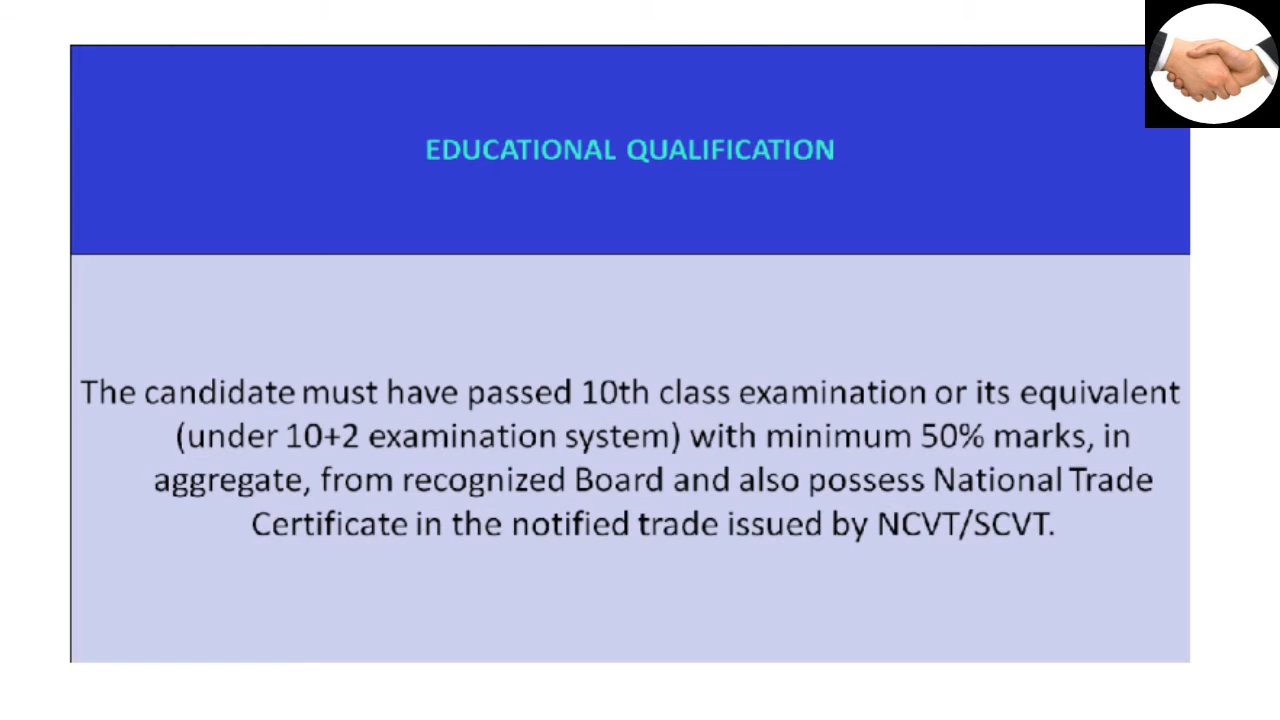 EDUCATIONAL QUALIFICATION
The candidate must have passed 10th class examination or its equivalent
(under 10+2 examination system) with minimum 50% marks, in
aggregate, from recognized Board and also possess National Trade
Certificate in the notified trade issued by NCVT/SCVT.